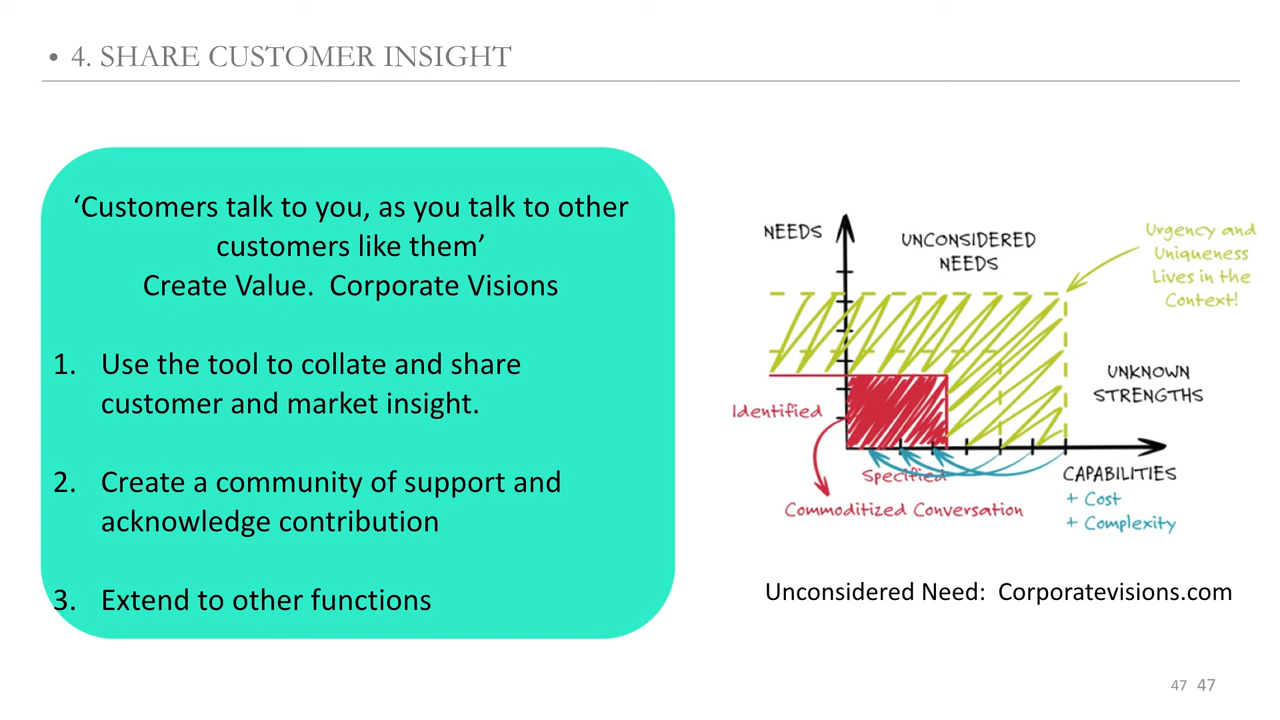 • 4. SHARE CUSTOMER INSIGHT
‘Customers talk to you, as you talk to other
customers like them’
Create Value.  Corporate Visions
1. Use the tool to collate and share
customer and market insight.
2. Create a community of support and
acknowledge contribution
3. Extend to other functions
NEEDS
UNCONSIDERED
NEEDS
Urgency and
Uniqueness
Lives in the
Context!
UNKNOWN
STRENGTHS
Identified
Specified
CAPABILITIES
+ Cost
+ Complexity
Commoditized Conversation
Unconsidered Need:  Corporatevisions.com
47 47